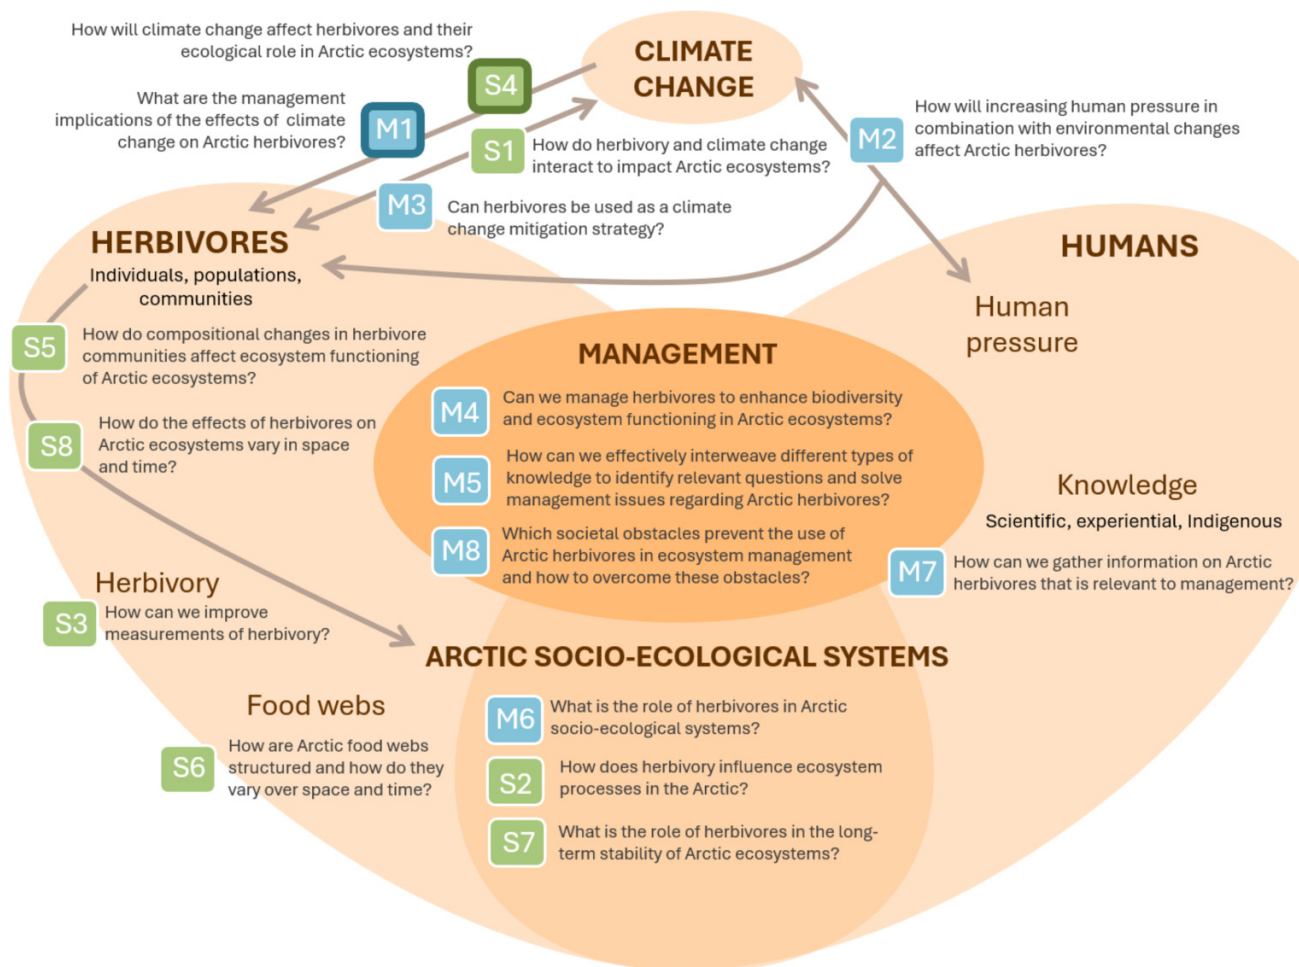 How will climate change affect herbivores and their
ecological role in Arctic ecosystems?
CLIMATE
CHANGE
S4
What are the management
implications of the effects of climate
change on Arctic herbivores?
M1
S1
How do herbivory and climate change
interact to impact Arctic ecosystems?
M2
How will increasing human pressure in
combination with environmental changes
affect Arctic herbivores?
M3
Can herbivores be used as a climate
change mitigation strategy?
HERBIVORES
Individuals, populations,
communities
HUMANS
Human
pressure
S5
How do compositional changes in herbivore
communities affect ecosystem functioning
of Arctic ecosystems?
S8
How do the effects of herbivores on
Arctic ecosystems vary in space
and time?
MANAGEMENT
M4
Can we manage herbivores to enhance biodiversity
and ecosystem functioning in Arctic ecosystems?
M5
How can we effectively interweave different types of
knowledge to identify relevant questions and solve
management issues regarding Arctic herbivores?
M8
Which societal obstacles prevent the use of
Arctic herbivores in ecosystem management
and how to overcome these obstacles?
Knowledge
Scientific, experiential, Indigenous
M7
How can we gather information on Arctic
herbivores that is relevant to management?
Herbivory
S3
How can we improve
measurements of herbivory?
ARCTIC SOCIO-ECOLOGICAL SYSTEMS
Food webs
S6
How are Arctic food webs
structured and how do they
vary over space and time?
M6
What is the role of herbivores in Arctic
socio-ecological systems?
S2
How does herbivory influence ecosystem
processes in the Arctic?
S7
What is the role of herbivores in the long-
term stability of Arctic ecosystems?